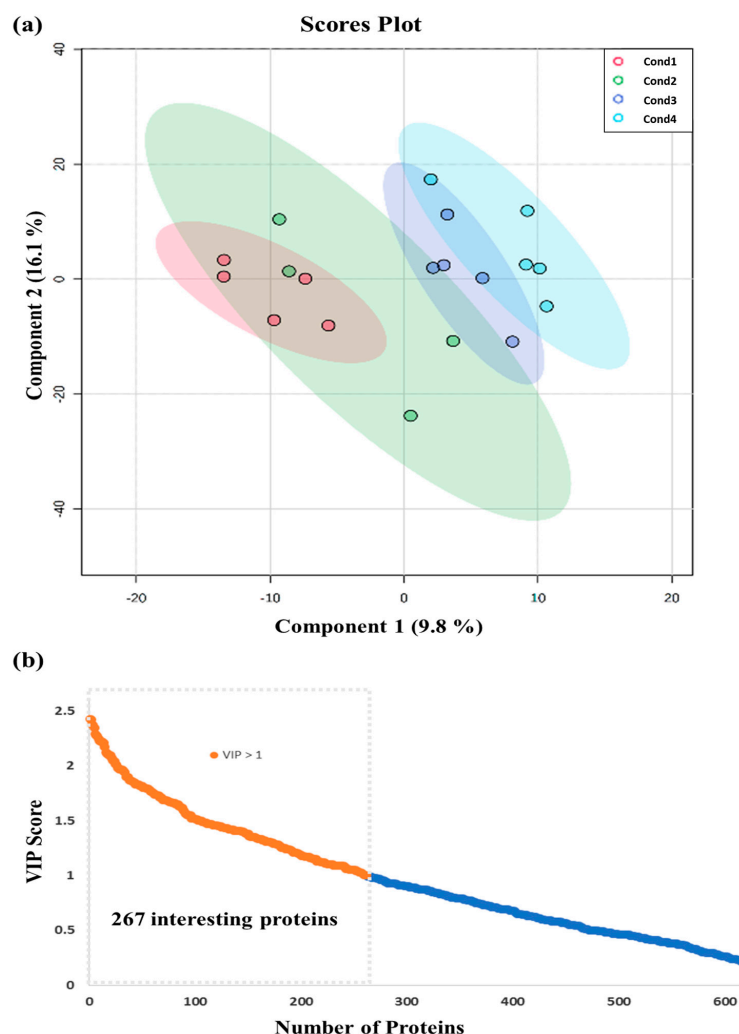 (a)
Scores Plot
Cond1
Cond2
Cond3
Cond4
40
20
0
-20
-40
Component 2 (16.1 %)
-20
-10
0
10
20
Component 1 (9.8 %)
(b)
2.5
2
1.5
1
0.5
0
VIP Score
VIP > 1
267 interesting proteins
0
100
200
300
400
500
600
Number of Proteins